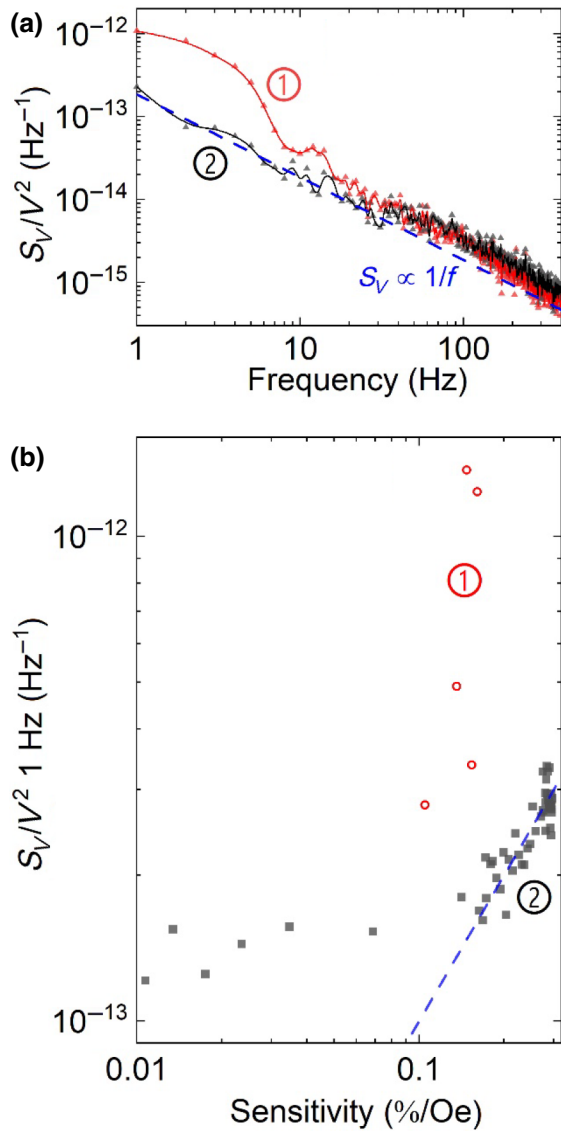 (a)
10⁻¹²
10⁻¹³
10⁻¹⁴
10⁻¹⁵
S_V/V² (Hz⁻¹)
①
②
S_V ∝ 1/f
1
10
100
Frequency (Hz)
(b)
10⁻¹²
10⁻¹³
S_V/V² 1 Hz (Hz⁻¹)
①
②
0.01
0.1
Sensitivity (%/Oe)